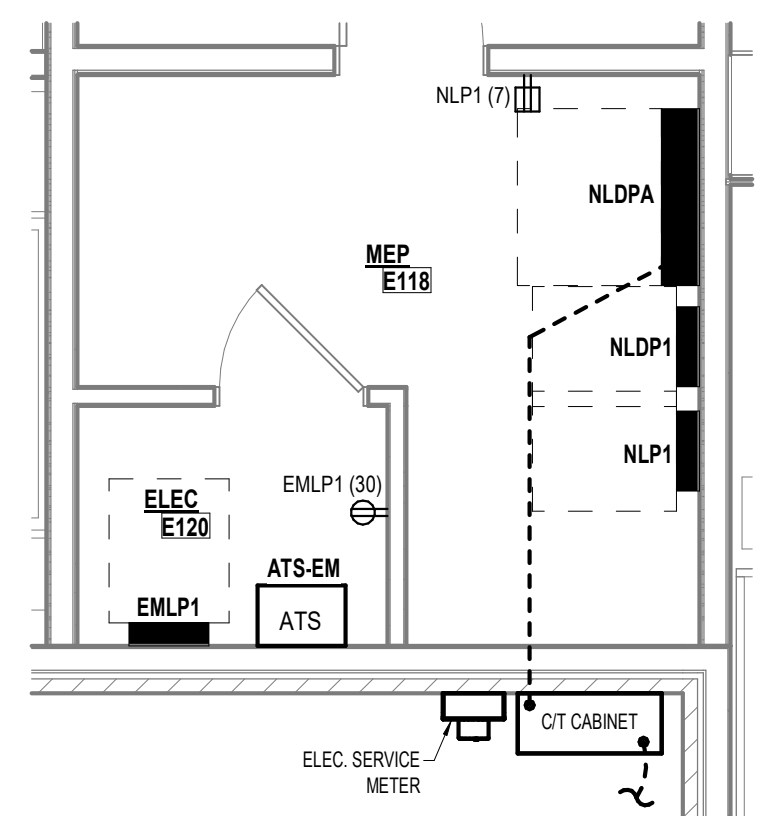 NLP1 (7)
NLDPA
MEP
E118
NLDP1
NLP1
EMLP1 (30)
ELEC
E120
ATS-EM
EMLP1
ATS
C/T CABINET
ELEC. SERVICE
METER